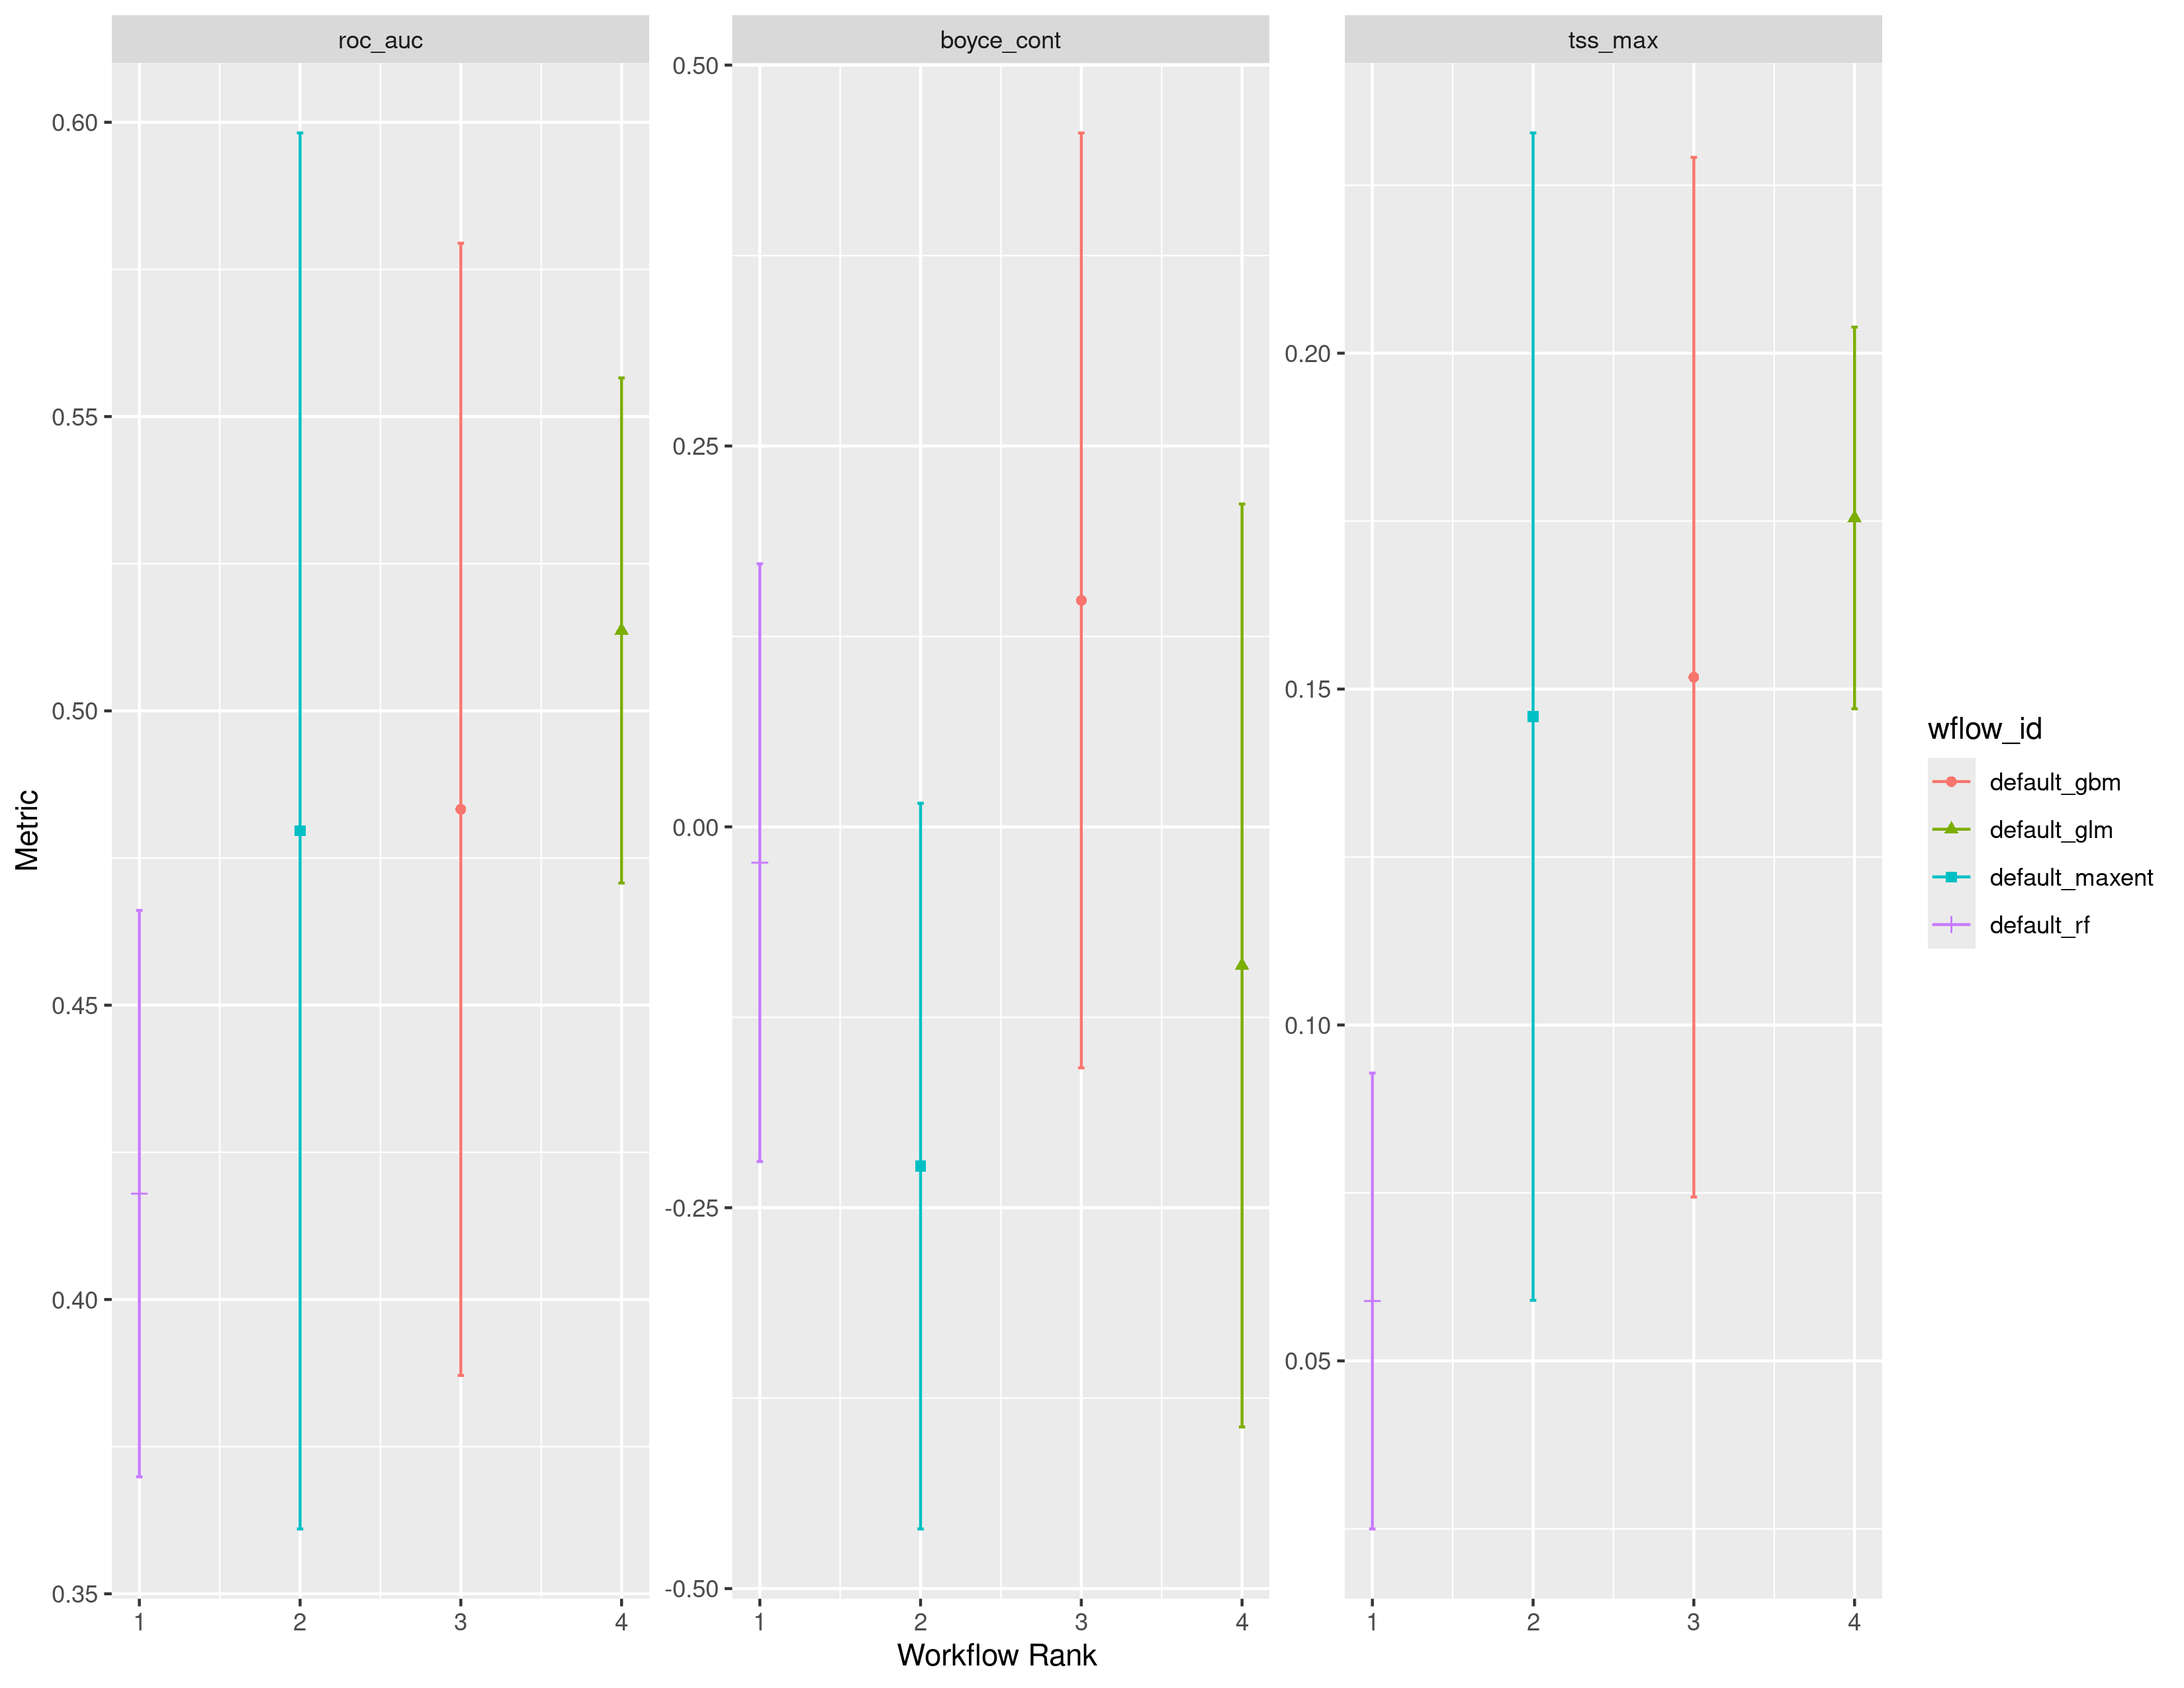 roc_auc
boyce_cont
tss_max
Metric
0.60
0.55
0.50
0.45
0.40
0.35
0.50
0.25
0.00
-0.25
-0.50
0.20
0.15
0.10
0.05
1 2 3 4
1 2 3 4
1 2 3 4
Workflow Rank
wflow_id
default_gbm
default_glm
default_maxent
default_rf